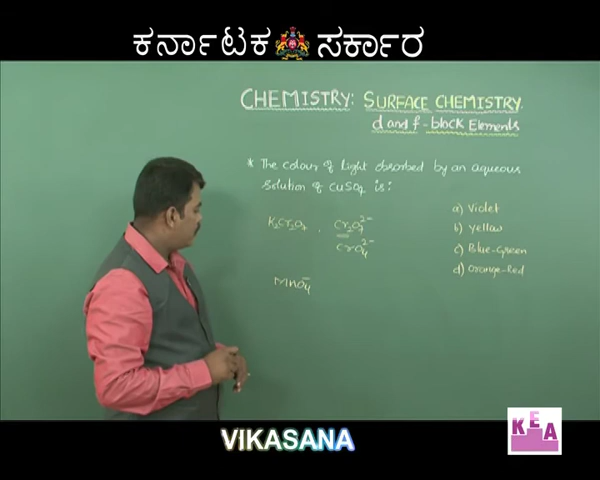 ಕರ್ನಾಟಕ ಸರ್ಕಾರ
CHEMISTRY: SURFACE CHEMISTRY.
d and f-block Elements
* The colour of light absorbed by an aqueous
solution of CuSO4 is:
K2Cr2O7 , Cr2O7^2-
CrO4^2-
MnO4^-
a) Violet
b) Yellow
c) Blue-Green
d) Orange-Red
KEA
VIKASANA